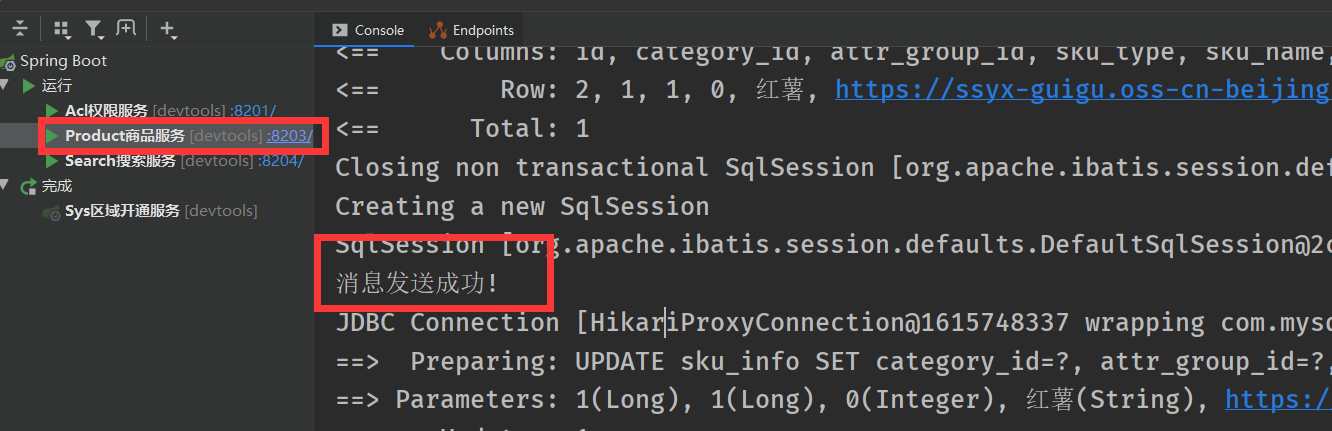 Console
Endpoints
Spring Boot
运行
Acl权限服务 [devtools] :8201/
Product商品服务 [devtools] :8203/
Search搜索服务 [devtools] :8204/
完成
Sys区域开通服务 [devtools]
<== Columns: id, category_id, attr_group_id, sku_type, sku_name,
<== Row: 2, 1, 1, 0, 红薯, https://ssyx-guigu.oss-cn-beijing
<== Total: 1
Closing non transactional SqlSession [org.apache.ibatis.session.def
Creating a new SqlSession
SqlSession [org.apache.ibatis.session.defaults.DefaultSqlSession@2c
消息发送成功!
JDBC Connection [HikariProxyConnection@1615748337 wrapping com.mysq
==> Preparing: UPDATE sku_info SET category_id=?, attr_group_id=?,
==> Parameters: 1(Long), 1(Long), 0(Integer), 红薯(String), https:/